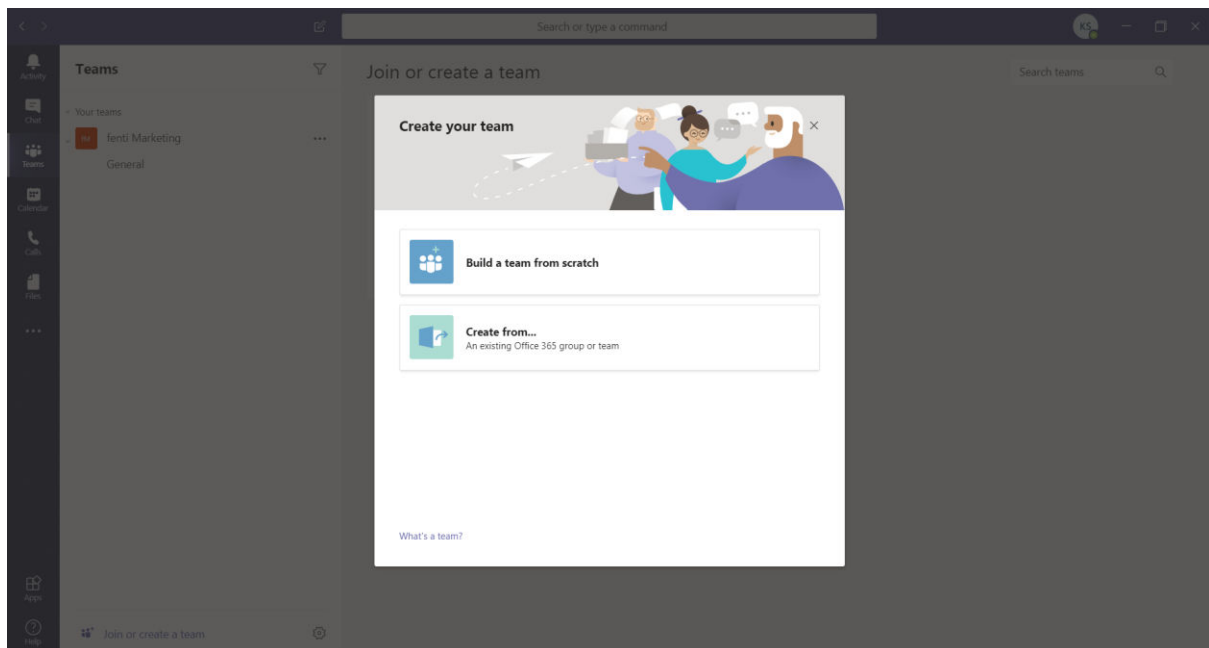 Search or type a command
KS
Activity
Chat
Teams
Calendar
Calls
Files
Apps
Help
Teams
Your teams
fenti Marketing
General
Join or create a team
Join or create a team
Search teams
Create your team
Build a team from scratch
Create from...
An existing Office 365 group or team
What's a team?